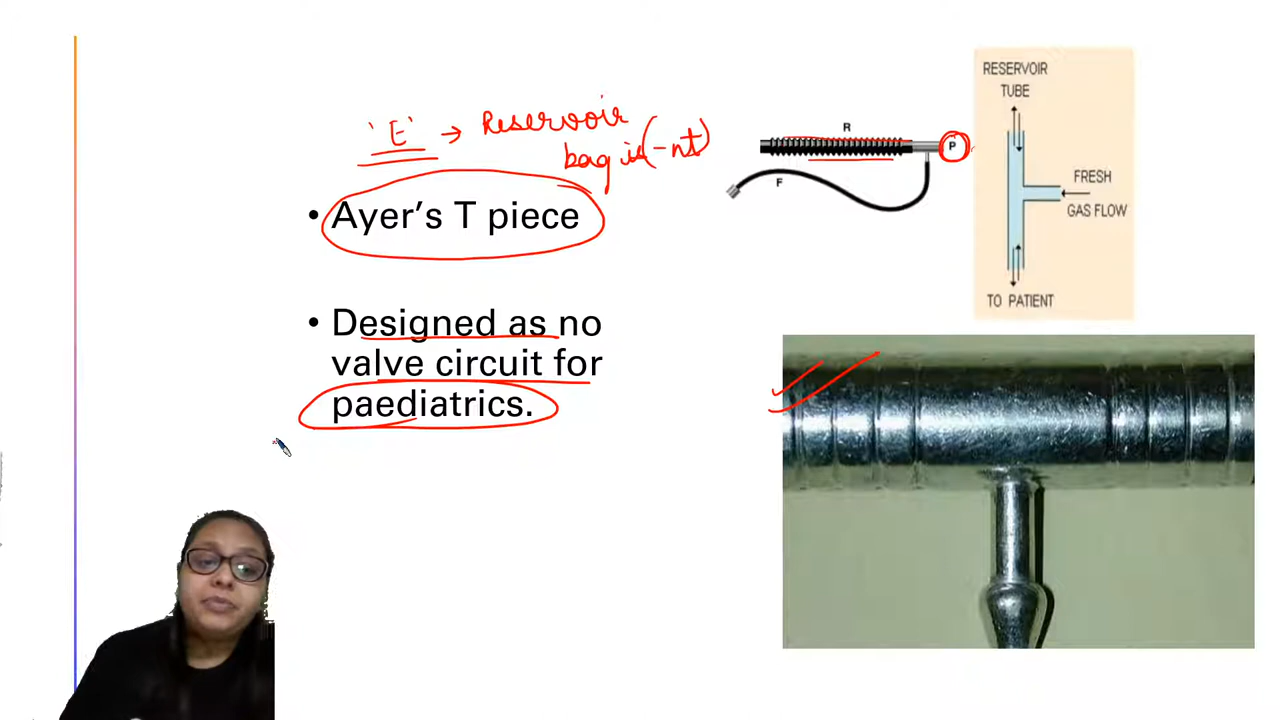 'E' → Reservoir
bag is (-nt)
• Ayer's T piece
• Designed as no
valve circuit for
paediatrics.
R
P
F
RESERVOIR
TUBE
FRESH
GAS FLOW
TO PATIENT